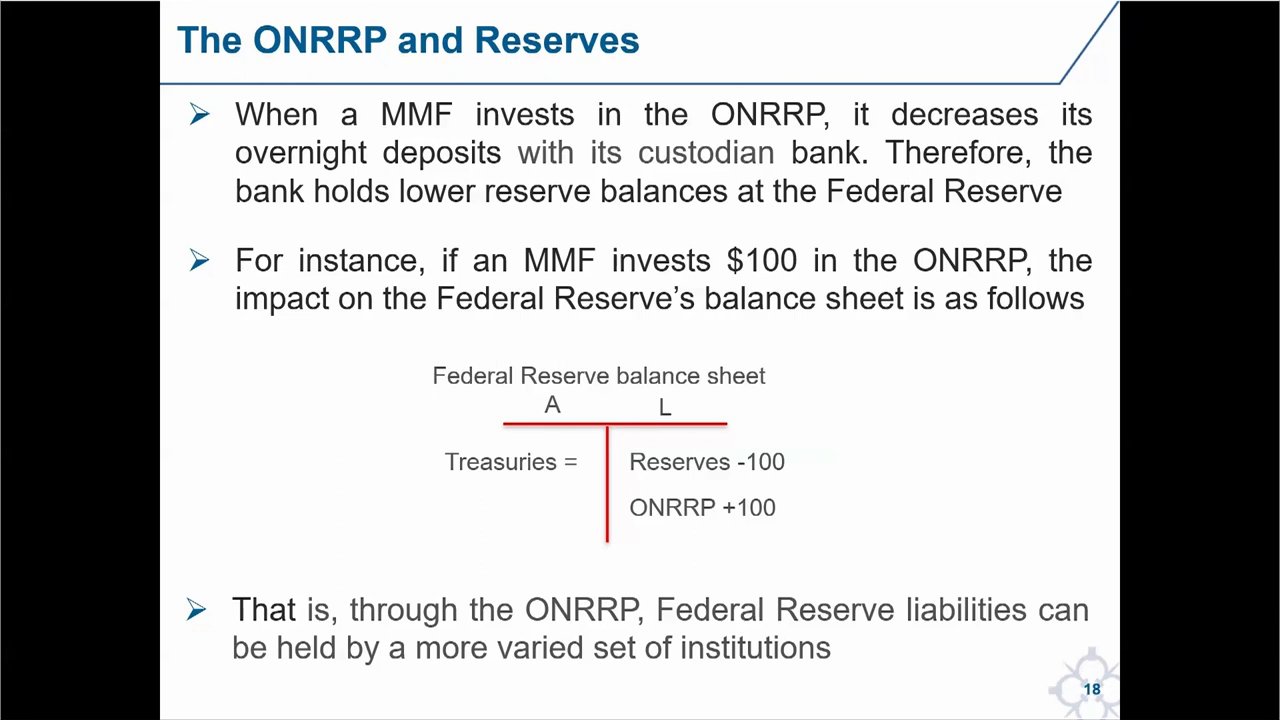 The ONRRP and Reserves
➢ When a MMF invests in the ONRRP, it decreases its
overnight deposits with its custodian bank. Therefore, the
bank holds lower reserve balances at the Federal Reserve
➢ For instance, if an MMF invests $100 in the ONRRP, the
impact on the Federal Reserve’s balance sheet is as follows
Federal Reserve balance sheet
A L
Treasuries = Reserves -100
ONRRP +100
➢ That is, through the ONRRP, Federal Reserve liabilities can
be held by a more varied set of institutions
18